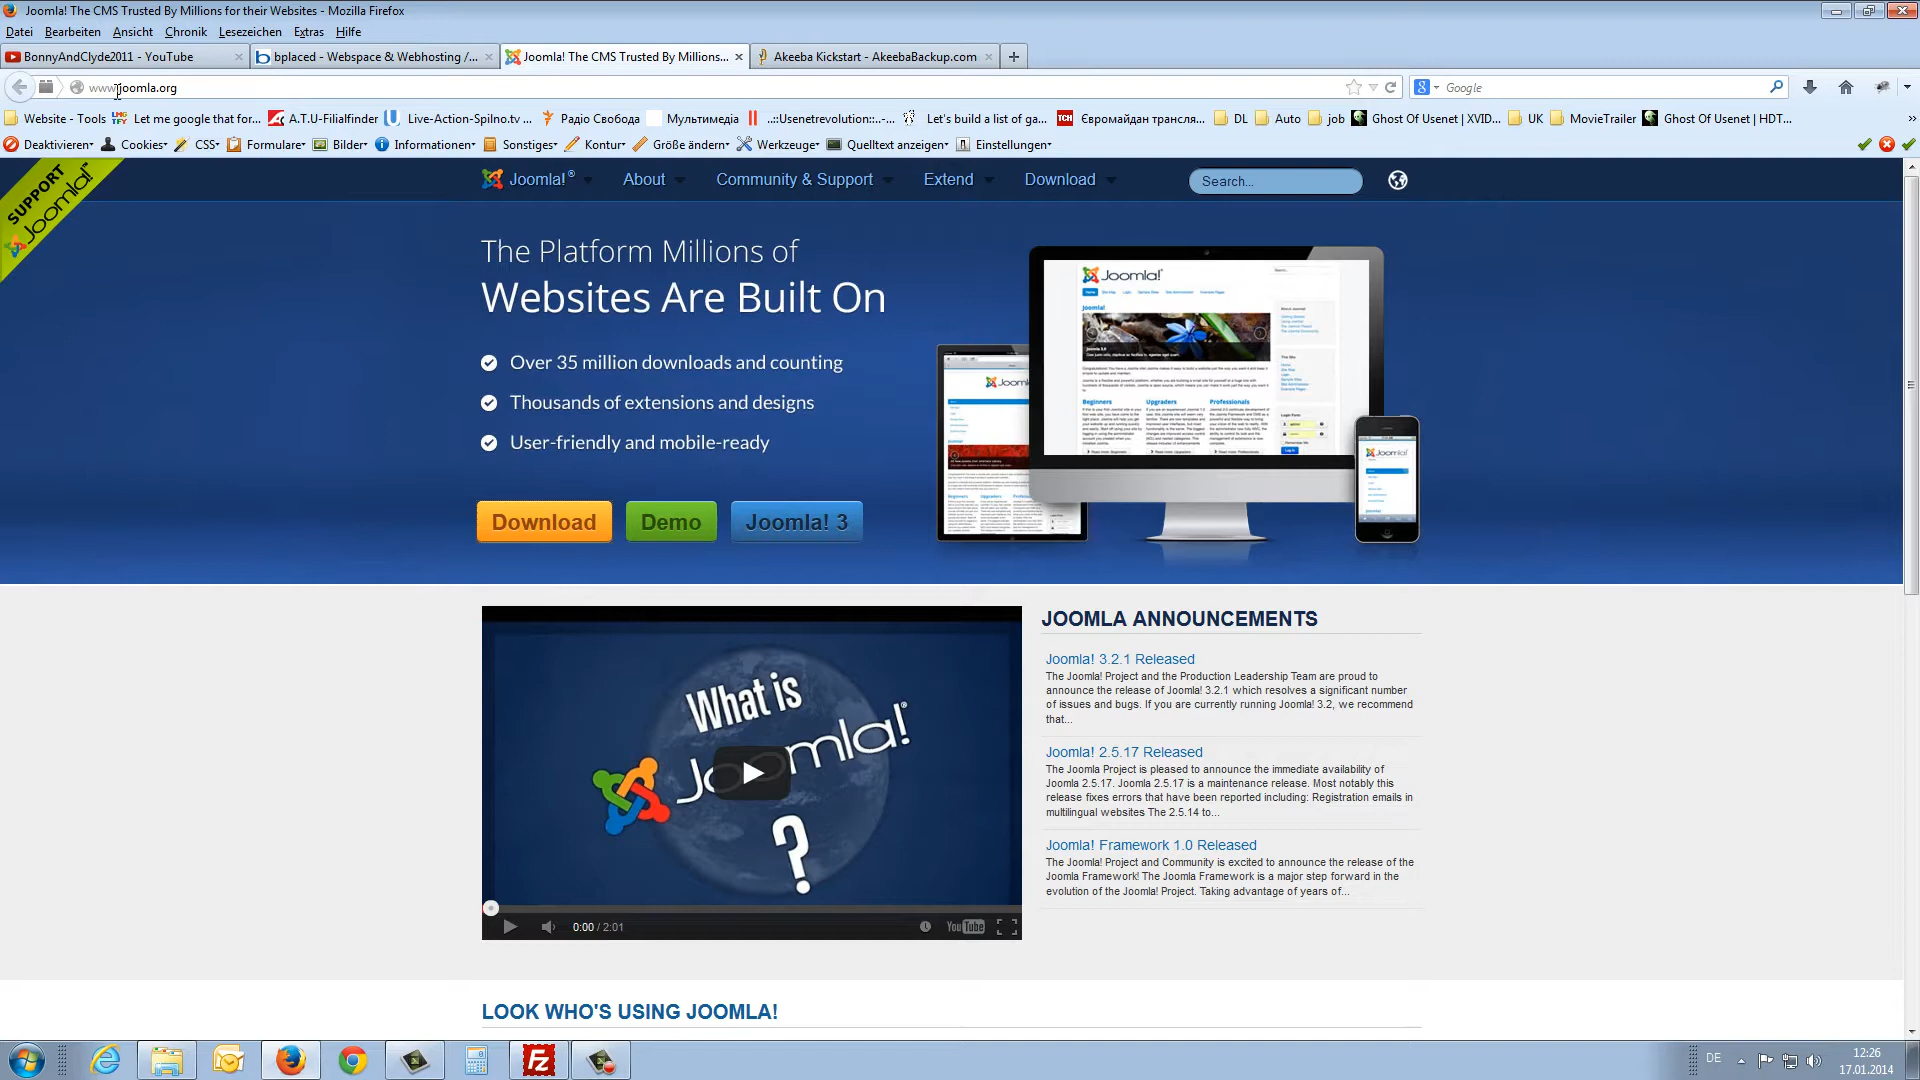 Joomla! The CMS Trusted By Millions for their Websites - Mozilla Firefox
Datei Bearbeiten Ansicht Chronik Lesezeichen Extras Hilfe
BonnyAndClyde2011 - YouTube
bplaced - Webspace & Webhosting /...
Joomla! The CMS Trusted By Millions...
Akeeba Kickstart - AkeebaBackup.com
www.joomla.org
Google
Website - Tools
Let me google that for...
A.T.U-Filialfinder
Live-Action-Spilno.tv ...
Радіо Свобода
Мультимедіа
..::Usenetrevolution::..-...
Let's build a list of ga...
Євромайдан трансля...
DL
Auto
job
Ghost Of Usenet | XVID...
UK
MovieTrailer
Ghost Of Usenet | HDT...
Deaktivieren
Cookies
CSS
Formulare
Bilder
Informationen
Sonstiges
Kontur
Größe ändern
Werkzeuge
Quelltext anzeigen
Einstellungen
SUPPORT
Joomla!
Joomla!®
About
Community & Support
Extend
Download
Search...
The Platform Millions of
Websites Are Built On
Over 35 million downloads and counting
Thousands of extensions and designs
User-friendly and mobile-ready
Download
Demo
Joomla! 3
Joomla!
Joomla
Beginners
Upgraders
Professionals
What is
Joomla!
?
0:00 / 2:01
YouTube
JOOMLA ANNOUNCEMENTS
Joomla! 3.2.1 Released
The Joomla! Project and the Production Leadership Team are proud to
announce the release of Joomla! 3.2.1 which resolves a significant number
of issues and bugs. If you are currently running Joomla! 3.2, we recommend
that...
Joomla! 2.5.17 Released
The Joomla Project is pleased to announce the immediate availability of
Joomla 2.5.17. Joomla 2.5.17 is a maintenance release. Most notably this
release fixes errors that have been reported including: Registration emails in
multilingual websites The 2.5.14 to...
Joomla! Framework 1.0 Released
The Joomla! Project and Community is excited to announce the release of the
Joomla Framework! The Joomla Framework is a major step forward in the
evolution of the Joomla! Project. Taking advantage of years of...
LOOK WHO'S USING JOOMLA!
DE
12:26
17.01.2014